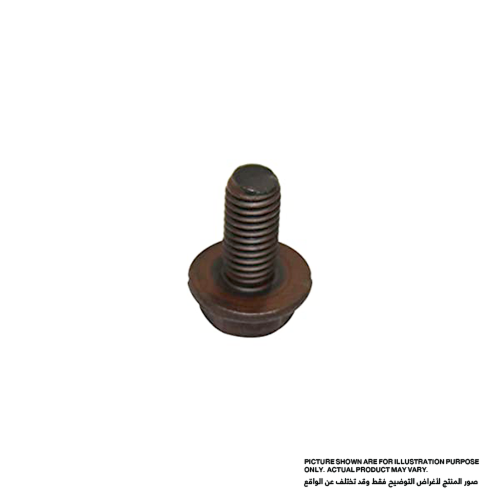 PICTURE SHOWN ARE FOR ILLUSTRATION PURPOSE
ONLY. ACTUAL PRODUCT MAY VARY.
صور المنتج لأغراض التوضيح فقط وقد تختلف عن الواقع